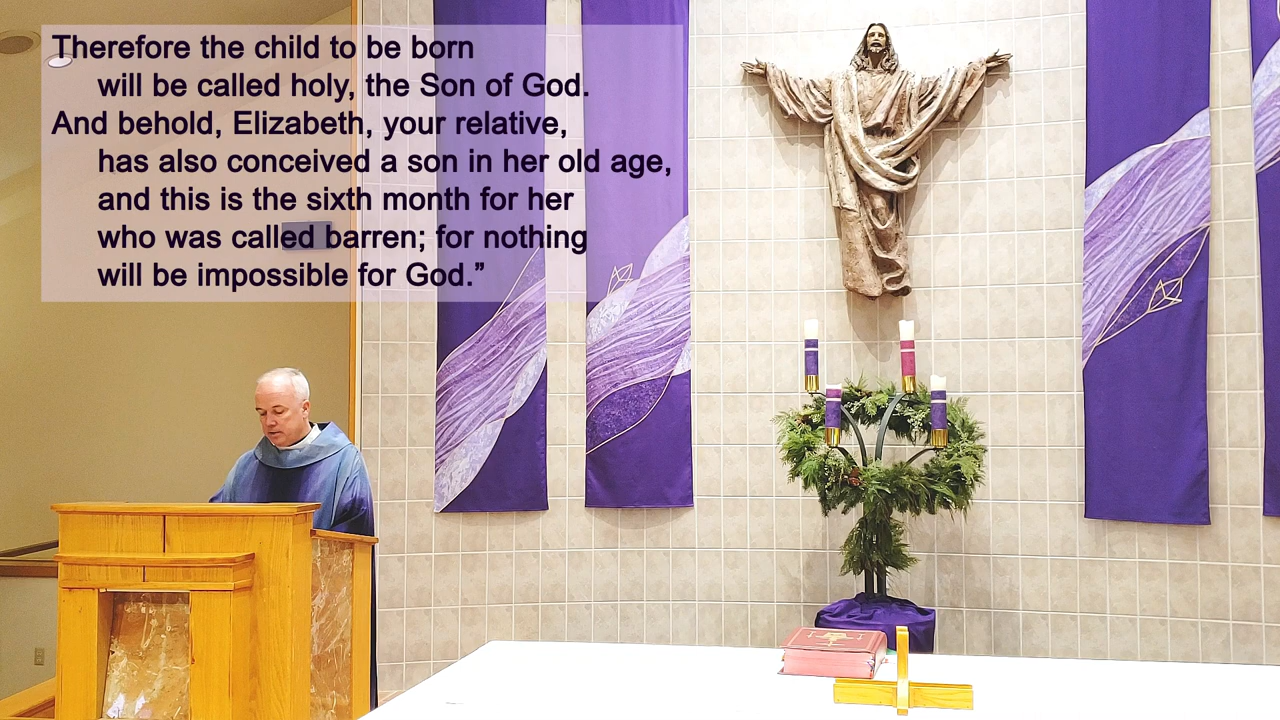 Therefore the child to be born
will be called holy, the Son of God.
And behold, Elizabeth, your relative,
has also conceived a son in her old age,
and this is the sixth month for her
who was called barren; for nothing
will be impossible for God.”